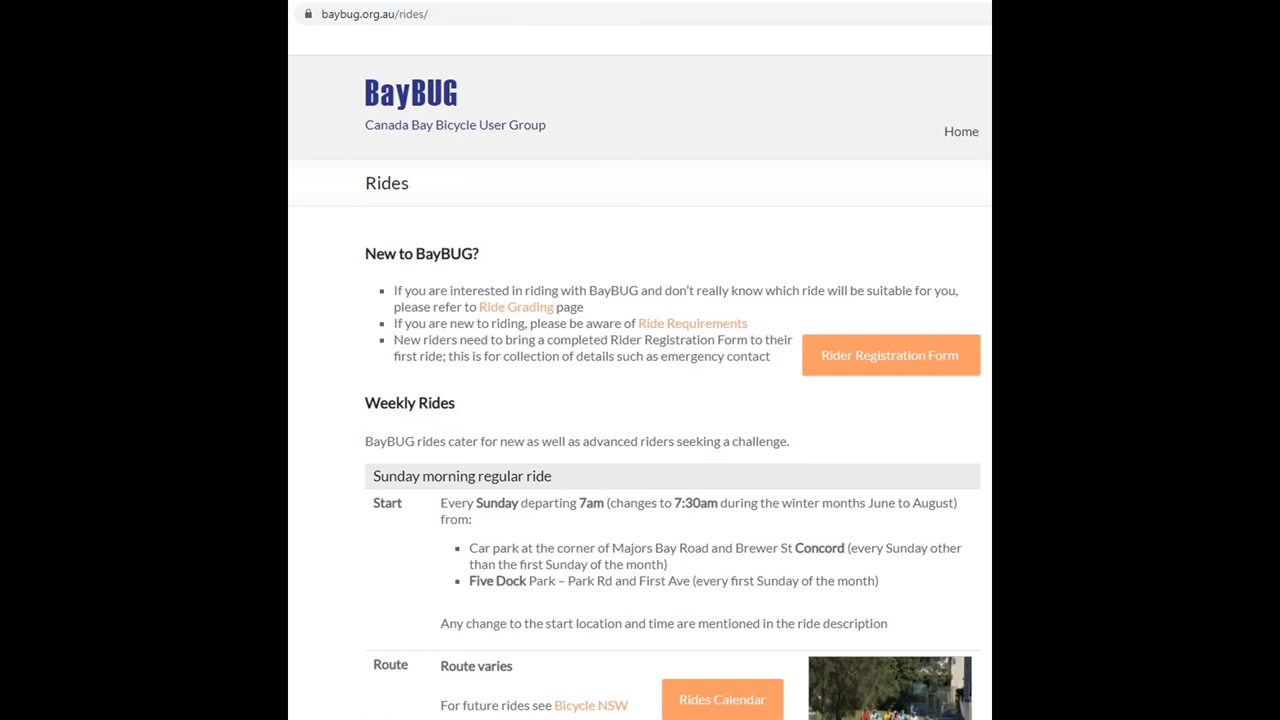 baybug.org.au/rides/
BayBUG
Canada Bay Bicycle User Group
Home
Rides
New to BayBUG?
▪ If you are interested in riding with BayBUG and don’t really know which ride will be suitable for you,
please refer to Ride Grading page
▪ If you are new to riding, please be aware of Ride Requirements
▪ New riders need to bring a completed Rider Registration Form to their
first ride; this is for collection of details such as emergency contact
Rider Registration Form
Weekly Rides
BayBUG rides cater for new as well as advanced riders seeking a challenge.
Sunday morning regular ride
Start
Every Sunday departing 7am (changes to 7:30am during the winter months June to August)
from:
▪ Car park at the corner of Majors Bay Road and Brewer St Concord (every Sunday other
than the first Sunday of the month)
▪ Five Dock Park – Park Rd and First Ave (every first Sunday of the month)
Any change to the start location and time are mentioned in the ride description
Route
Route varies
For future rides see Bicycle NSW
Rides Calendar